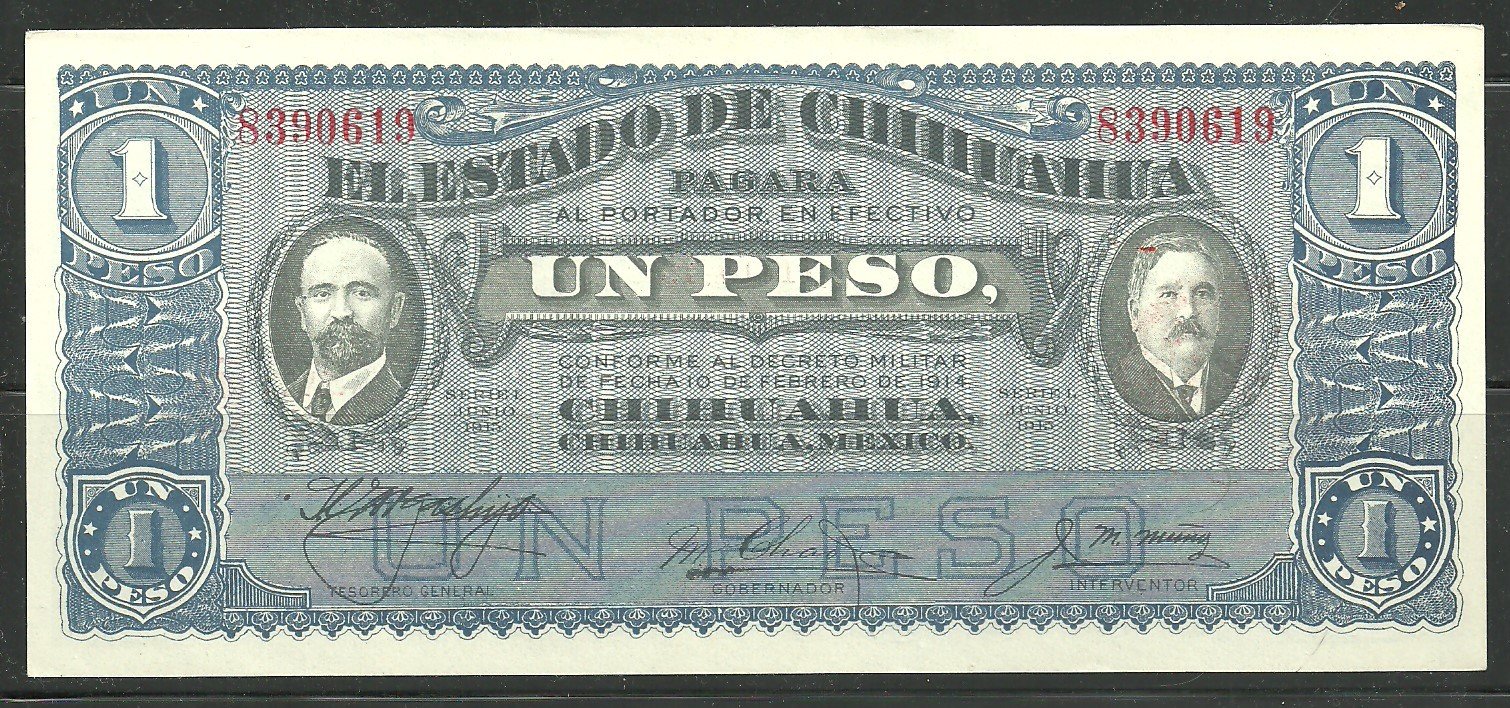 UN
1
PESO
8390619
EL ESTADO DE CHIHUAHUA
8390619
UN
1
PESO
PAGARA
AL PORTADOR, EN EFECTIVO
UN PESO,
CONFORME AL DECRETO MILITAR
DE FECHA 10 DE FEBRERO DE 1914
CHIHUAHUA,
CHIHUAHUA, MEXICO.
JUNIO
JUNIO
UN PESO
UN
1
PESO
TESORERO GENERAL
GOBERNADOR
INTERVENTOR
UN
1
PESO